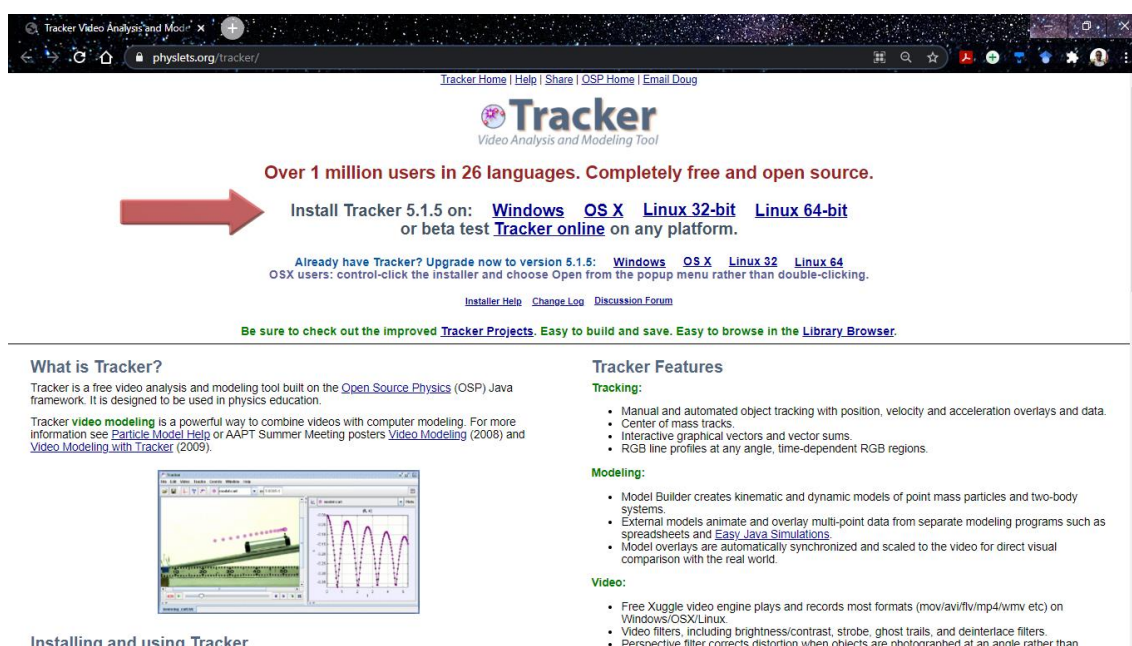 Tracker Video Analysis and Mode
physlets.org/tracker/
Tracker Home | Help | Share | OSP Home | Email Doug
Tracker
Video Analysis and Modeling Tool
Over 1 million users in 26 languages. Completely free and open source.
Install Tracker 5.1.5 on: Windows OS X Linux 32-bit Linux 64-bit
or beta test Tracker online on any platform.
Already have Tracker? Upgrade now to version 5.1.5: Windows OS X Linux 32 Linux 64
OSX users: control-click the installer and choose Open from the popup menu rather than double-clicking.
Installer Help Change Log Discussion Forum
Be sure to check out the improved Tracker Projects. Easy to build and save. Easy to browse in the Library Browser.
What is Tracker?
Tracker is a free video analysis and modeling tool built on the Open Source Physics (OSP) Java
framework. It is designed to be used in physics education.
Tracker video modeling is a powerful way to combine videos with computer modeling. For more
information see Particle Model Help or AAPT Summer Meeting posters Video Modeling (2008) and
Video Modeling with Tracker (2009).
Tracker
File Edit Video Tracks Coords Window Help
Installing and using Tracker
Tracker Features
Tracking:
• Manual and automated object tracking with position, velocity and acceleration overlays and data.
• Center of mass tracks.
• Interactive graphical vectors and vector sums.
• RGB line profiles at any angle, time-dependent RGB regions.
Modeling:
• Model Builder creates kinematic and dynamic models of point mass particles and two-body
systems.
• External models animate and overlay multi-point data from separate modeling programs such as
spreadsheets and Easy Java Simulations.
• Model overlays are automatically synchronized and scaled to the video for direct visual
comparison with the real world.
Video:
• Free Xuggle video engine plays and records most formats (mov/avi/flv/mp4/wmv etc) on
Windows/OSX/Linux.
• Video filters, including brightness/contrast, strobe, ghost trails, and deinterlace filters.
• Perspective filter corrects distortion when objects are photographed at an angle rather than